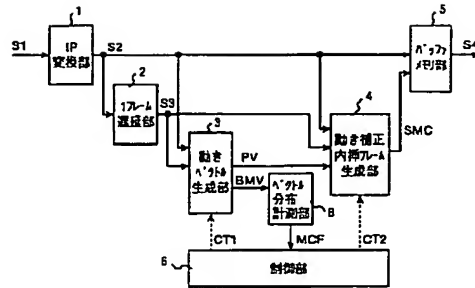 1
S1
IP
変換部
S2
5
バッファ
メモリ部
S4
2
1フレーム
遅延部
S3
3
動き
ベクトル
生成部
PV
BMV
4
動き補正
内挿フレーム
生成部
SMC
ベクトル
分布
計測部
8
CT1
MCF
CT2
6
制御部